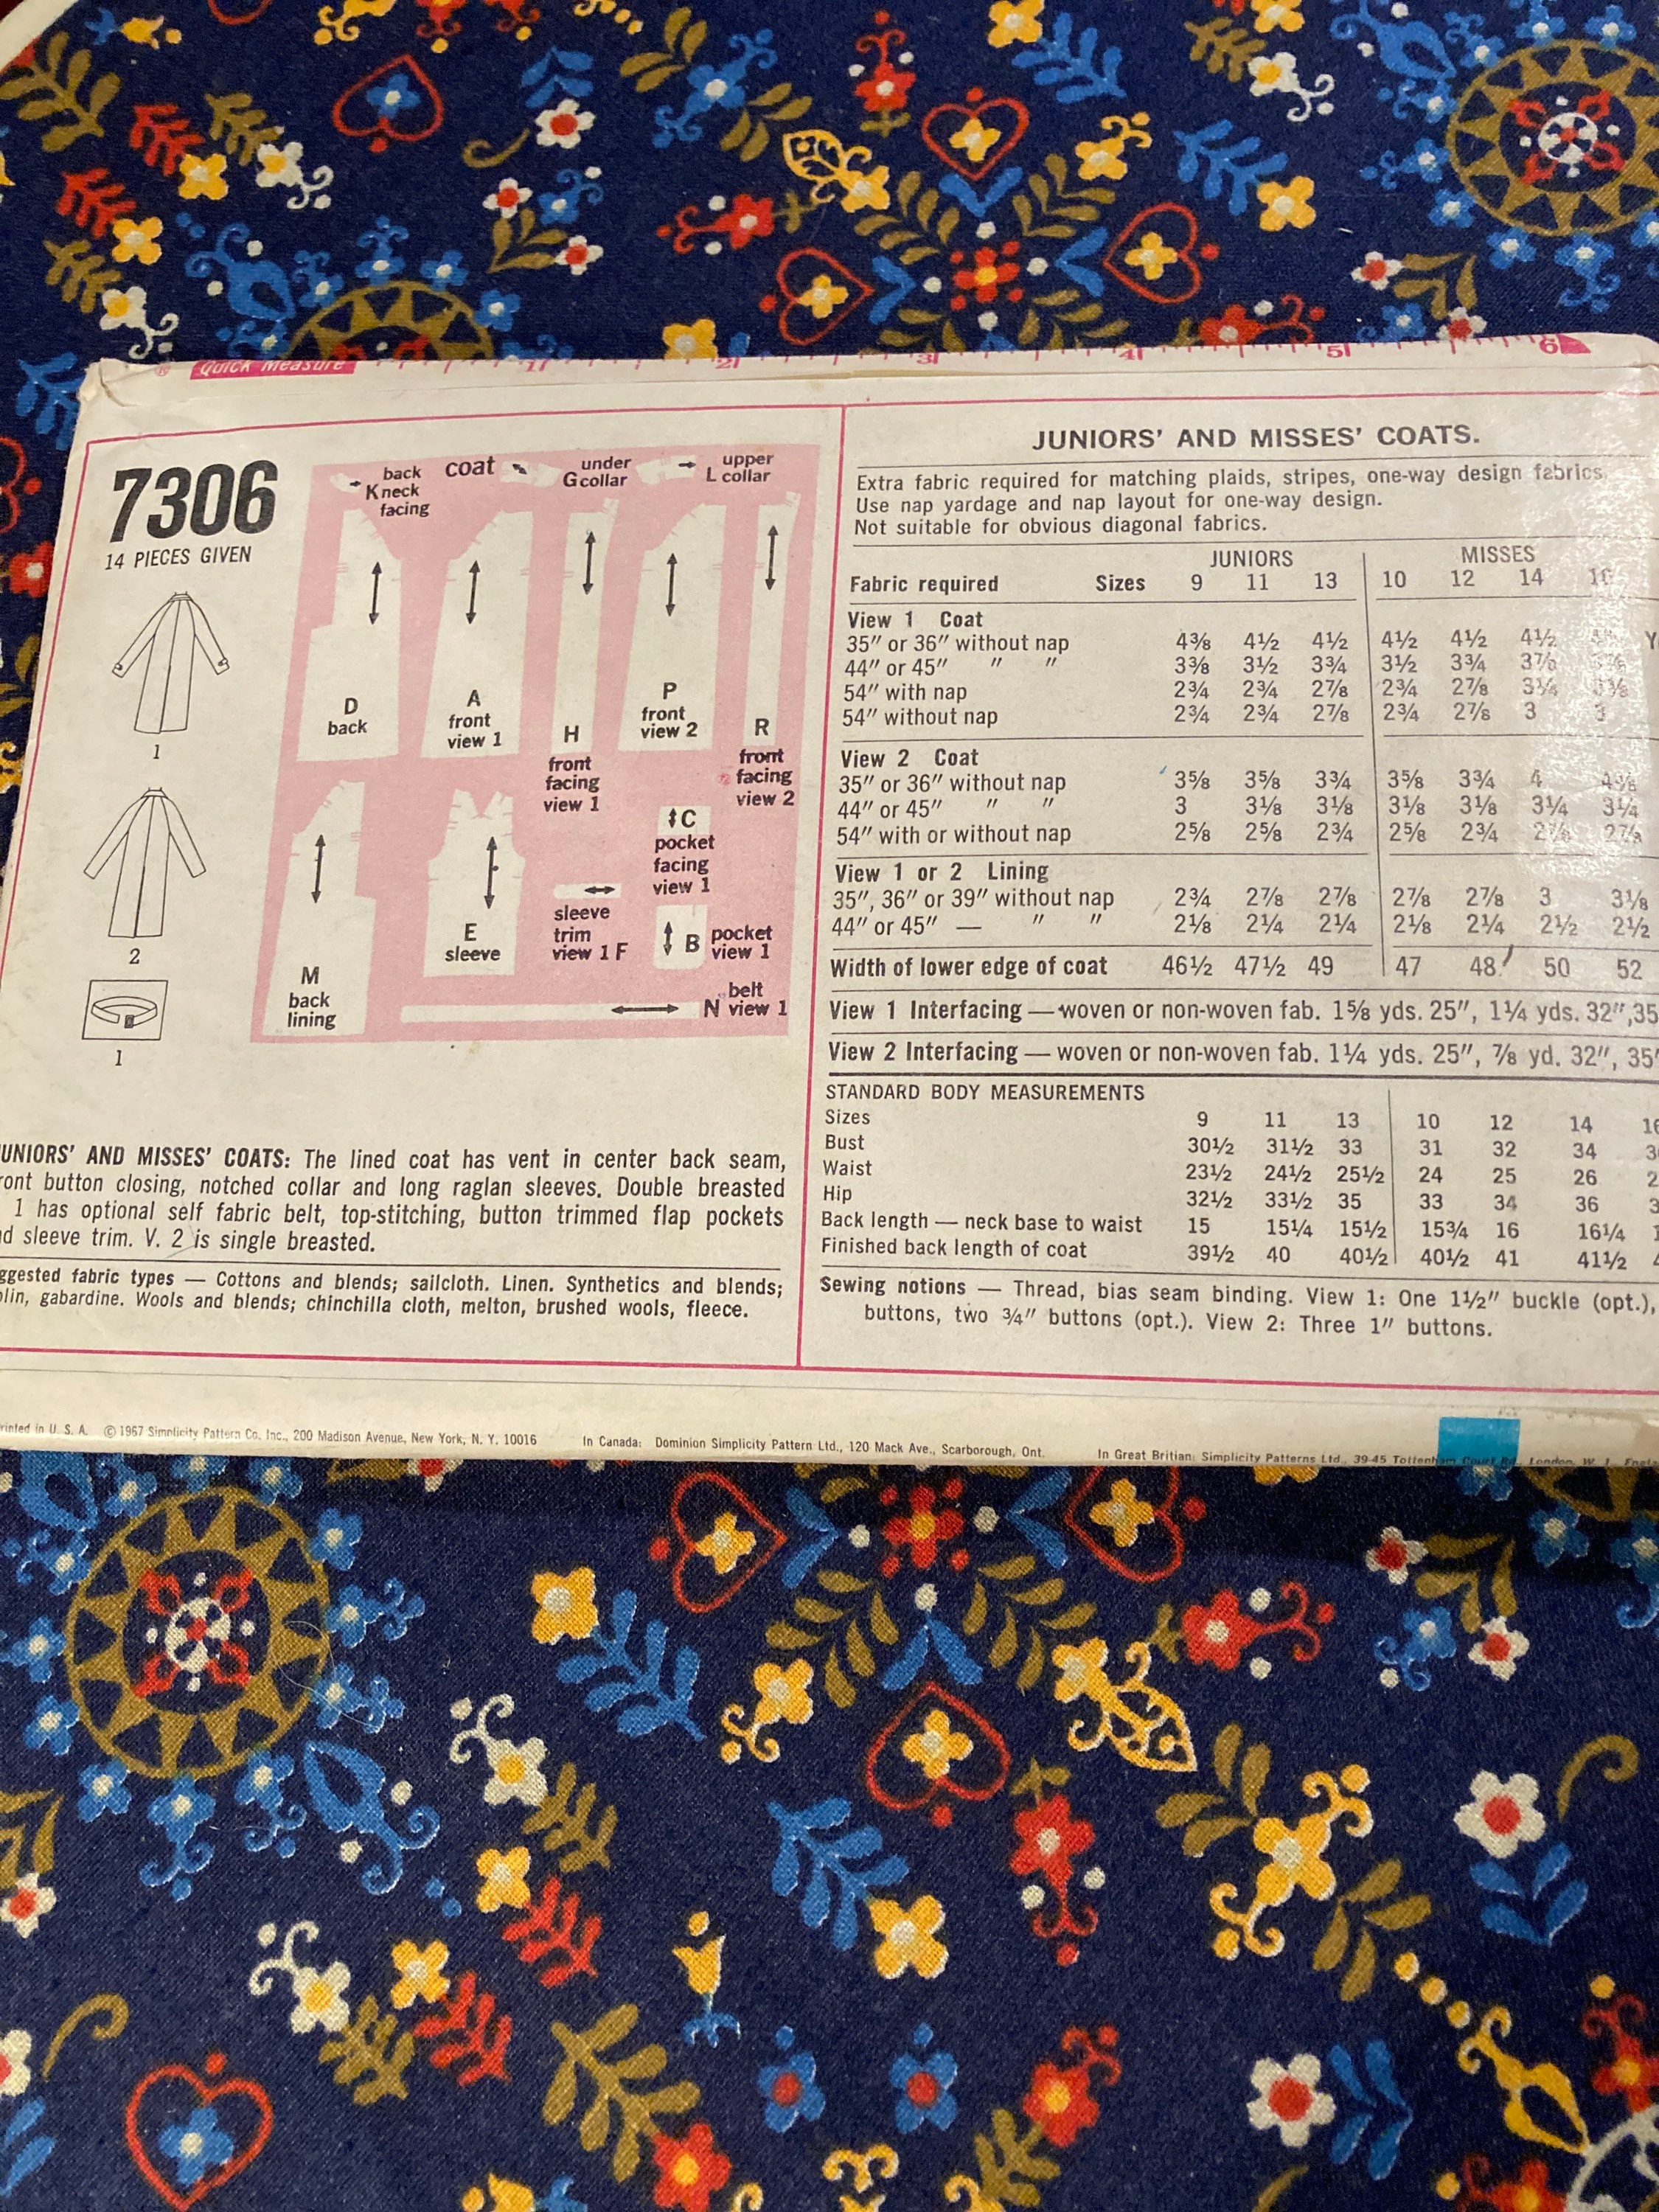 ® Quick Measure 1 2 3 4 5 6
7306
14 PIECES GIVEN
coat
back
K neck
facing
under
G collar
upper
L collar
D
back
A
front
view 1
H
front
facing
view 1
P
front
view 2
R
front
facing
view 2
C
pocket
facing
view 1
M
back
lining
E
sleeve
sleeve
trim
view 1 F
B pocket
view 1
belt
N view 1
1
2
1
UNIORS' AND MISSES' COATS: The lined coat has vent in center back seam,
ront button closing, notched collar and long raglan sleeves. Double breasted
1 has optional self fabric belt, top-stitching, button trimmed flap pockets
d sleeve trim. V. 2 is single breasted.
ggested fabric types — Cottons and blends; sailcloth. Linen. Synthetics and blends;
plin, gabardine. Wools and blends; chinchilla cloth, melton, brushed wools, fleece.
JUNIORS' AND MISSES' COATS.
Extra fabric required for matching plaids, stripes, one-way design fabrics.
Use nap yardage and nap layout for one-way design.
Not suitable for obvious diagonal fabrics.
JUNIORS MISSES
Fabric required Sizes 9 11 13 10 12 14 16
View 1 Coat
35" or 36" without nap 4⅜ 4½ 4½ 4½ 4½ 4½
44" or 45" " " 3⅜ 3½ 3¾ 3½ 3¾ 3⅞
54" with nap 2¾ 2¾ 2⅞ 2¾ 2⅞ 3¼
54" without nap 2¾ 2¾ 2⅞ 2¾ 2⅞ 3 3
View 2 Coat
35" or 36" without nap 3⅝ 3⅝ 3¾ 3⅝ 3¾ 4
44" or 45" " " 3 3⅛ 3⅛ 3⅛ 3⅛ 3¼ 3¼
54" with or without nap 2⅝ 2⅝ 2¾ 2⅝ 2¾ 2⅞ 2⅞
View 1 or 2 Lining
35", 36" or 39" without nap 2¾ 2⅞ 2⅞ 2⅞ 2⅞ 3 3⅛
44" or 45" — " " 2⅛ 2¼ 2¼ 2⅛ 2¼ 2½ 2½
Width of lower edge of coat 46½ 47½ 49 47 48 50 52
View 1 Interfacing — woven or non-woven fab. 1⅝ yds. 25", 1¼ yds. 32", 35
View 2 Interfacing — woven or non-woven fab. 1¼ yds. 25", ⅞ yd. 32", 35"
STANDARD BODY MEASUREMENTS
Sizes 9 11 13 10 12 14 16
Bust 30½ 31½ 33 31 32 34 3
Waist 23½ 24½ 25½ 24 25 26 2
Hip 32½ 33½ 35 33 34 36 3
Back length — neck base to waist 15 15¼ 15½ 15¾ 16 16¼ 1
Finished back length of coat 39½ 40 40½ 40½ 41 41½ 4
Sewing notions — Thread, bias seam binding. View 1: One 1½" buckle (opt.),
buttons, two ¾" buttons (opt.). View 2: Three 1" buttons.
rinted in U. S. A. © 1967 Simplicity Pattern Co. Inc., 200 Madison Avenue, New York, N. Y. 10016 In Canada: Dominion Simplicity Pattern Ltd., 120 Mack Ave., Scarborough, Ont. In Great Britian: Simplicity Patterns Ltd., 39-45 Tottenham Court Rd., London, W. 1, Engla